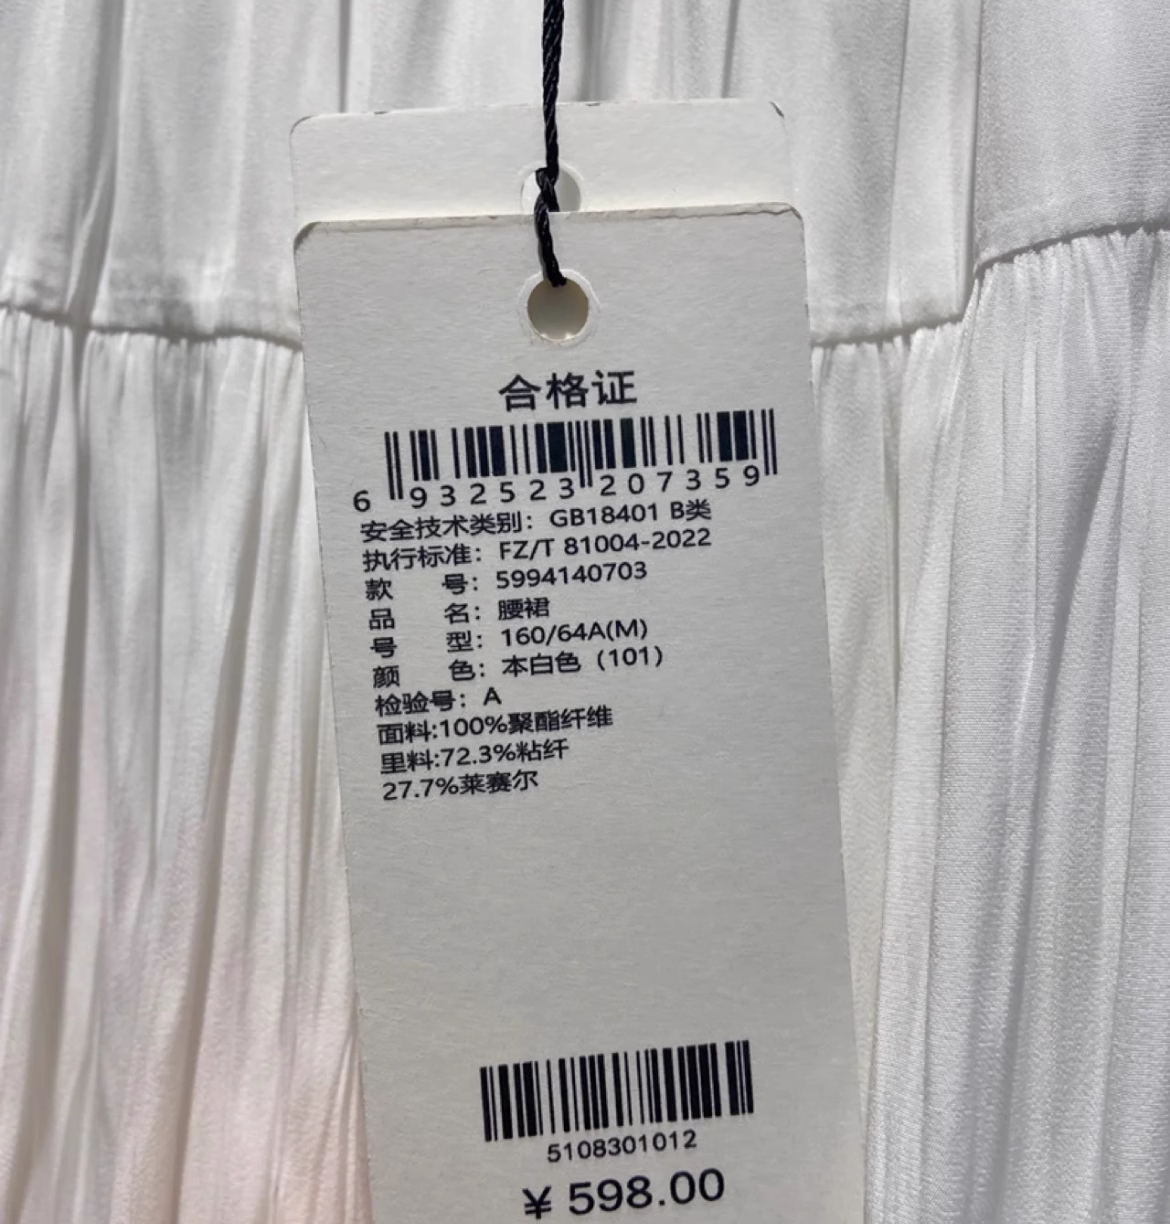 合格证
6 932523 207359
安全技术类别：GB18401 B类
执行标准：FZ/T 81004-2022
款 号：5994140703
品 名：腰裙
号 型：160/64A(M)
颜 色：本白色（101）
检验号：A
面料:100%聚酯纤维
里料:72.3%粘纤
27.7%莱赛尔
5108301012
¥ 598.00